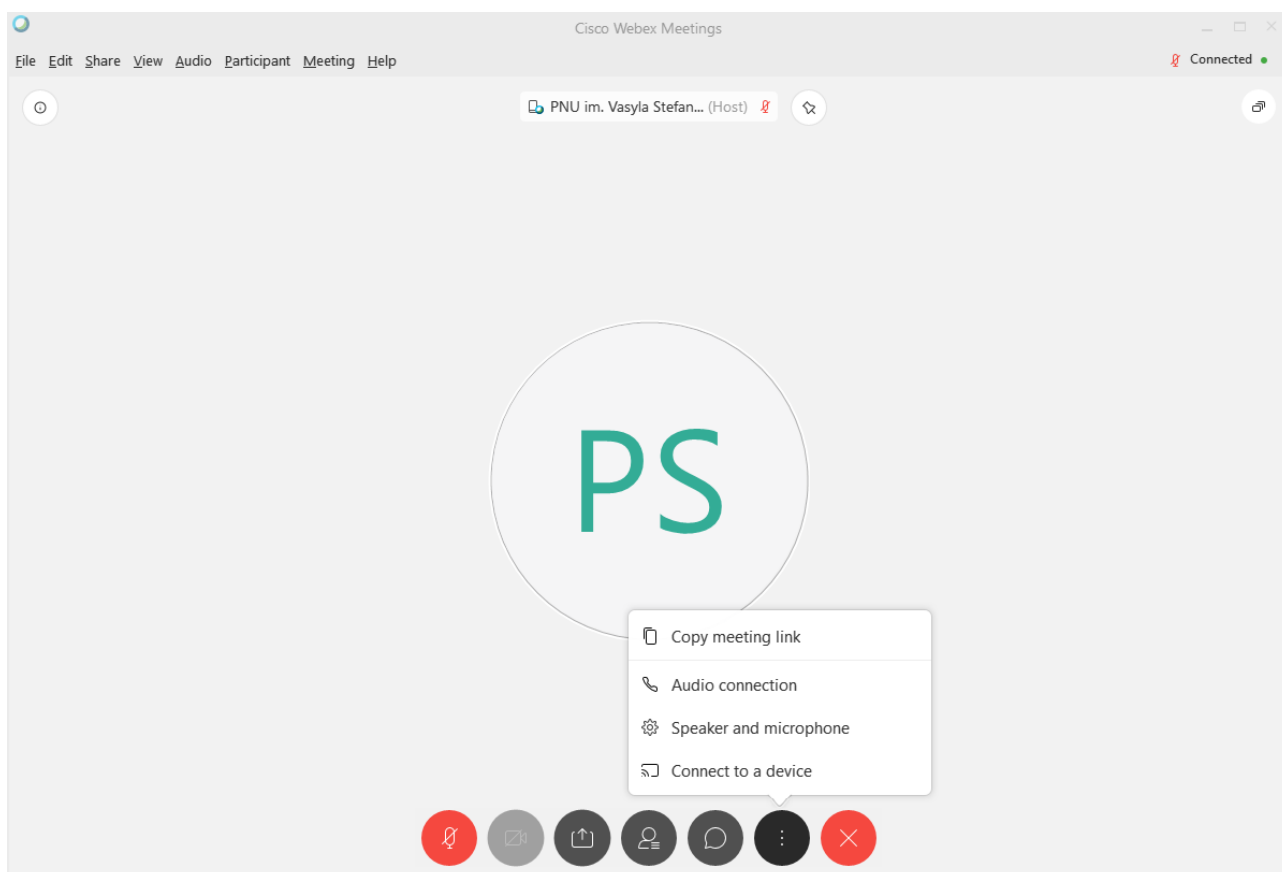 Cisco Webex Meetings
File Edit Share View Audio Participant Meeting Help
Connected
PNU im. Vasyla Stefan... (Host)
PS
Copy meeting link
Audio connection
Speaker and microphone
Connect to a device